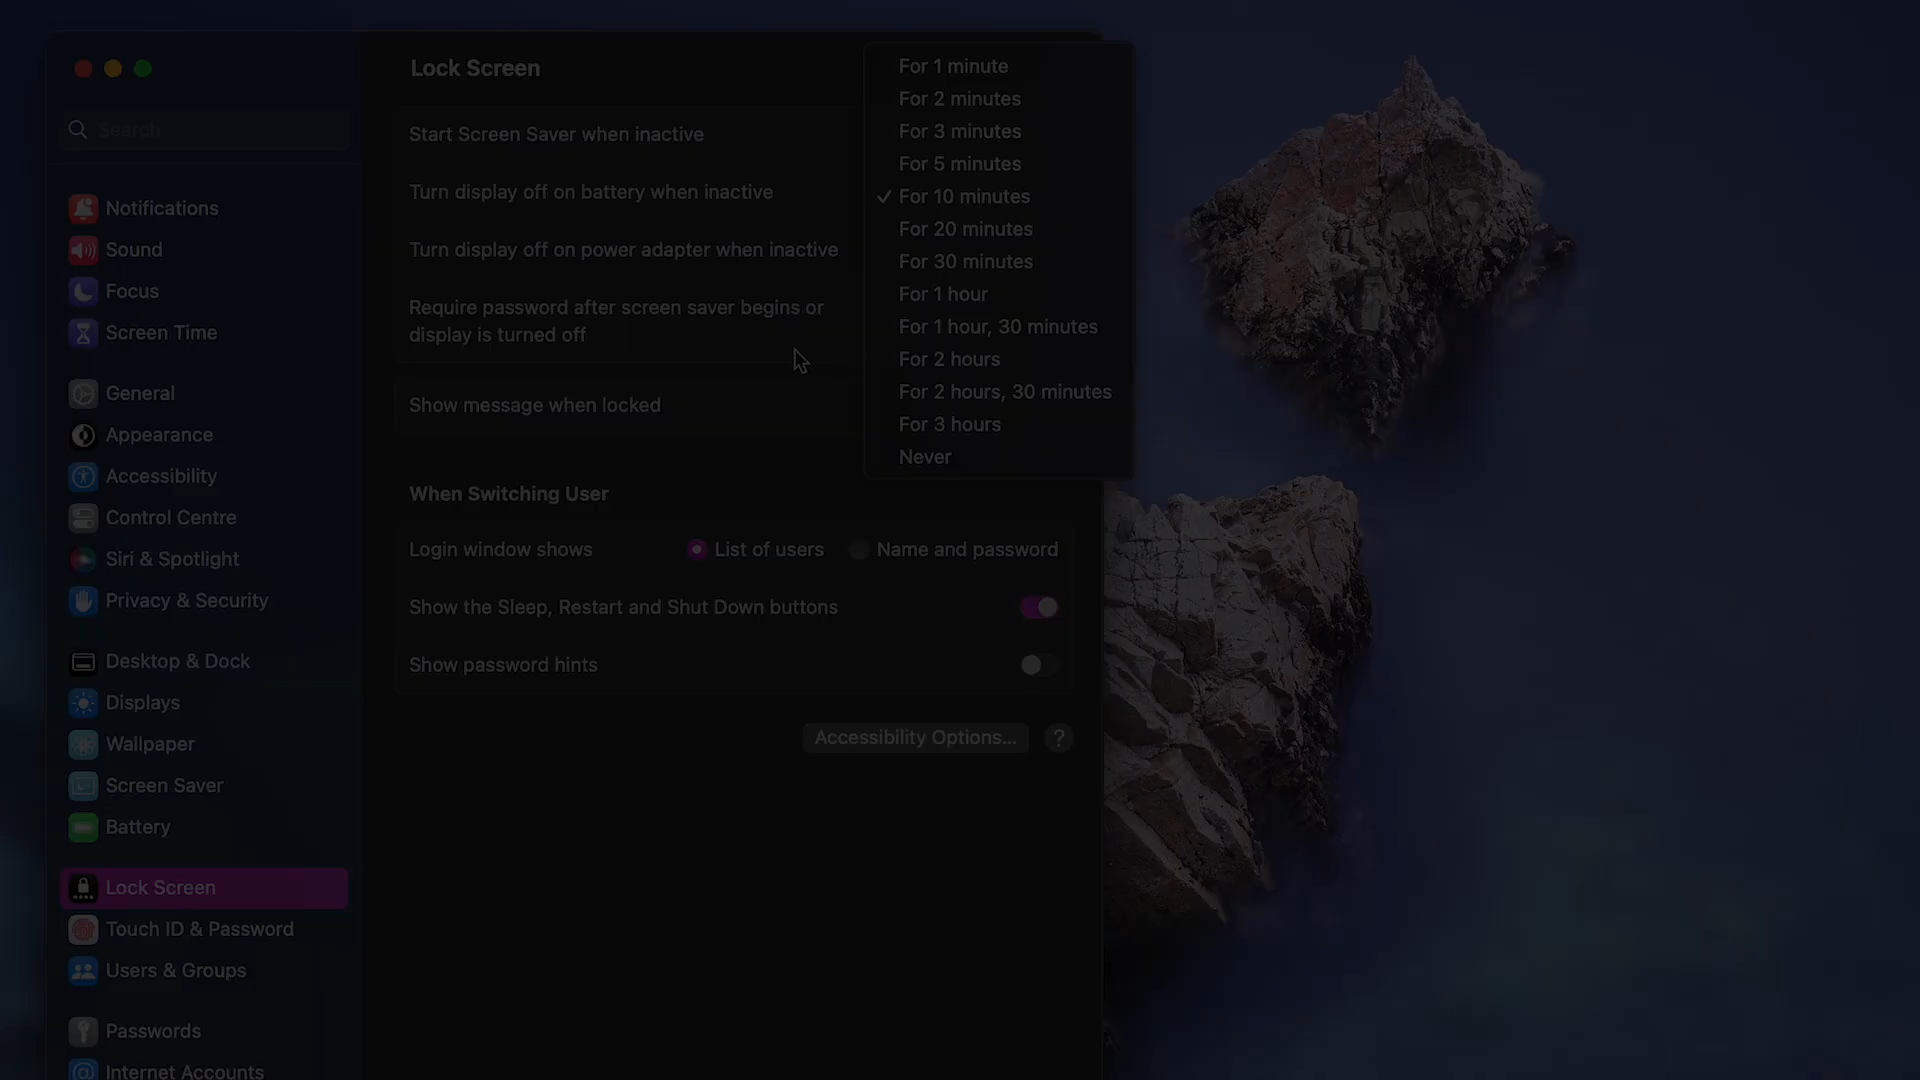 Search
Notifications
Sound
Focus
Screen Time
General
Appearance
Accessibility
Control Centre
Siri & Spotlight
Privacy & Security
Desktop & Dock
Displays
Wallpaper
Screen Saver
Battery
Lock Screen
Touch ID & Password
Users & Groups
Passwords
Internet Accounts
Lock Screen
Start Screen Saver when inactive
Turn display off on battery when inactive
Turn display off on power adapter when inactive
Require password after screen saver begins or
display is turned off
Show message when locked
For 1 minute
For 2 minutes
For 3 minutes
For 5 minutes
✓ For 10 minutes
For 20 minutes
For 30 minutes
For 1 hour
For 1 hour, 30 minutes
For 2 hours
For 2 hours, 30 minutes
For 3 hours
Never
When Switching User
Login window shows List of users Name and password
Show the Sleep, Restart and Shut Down buttons
Show password hints
Accessibility Options... ?